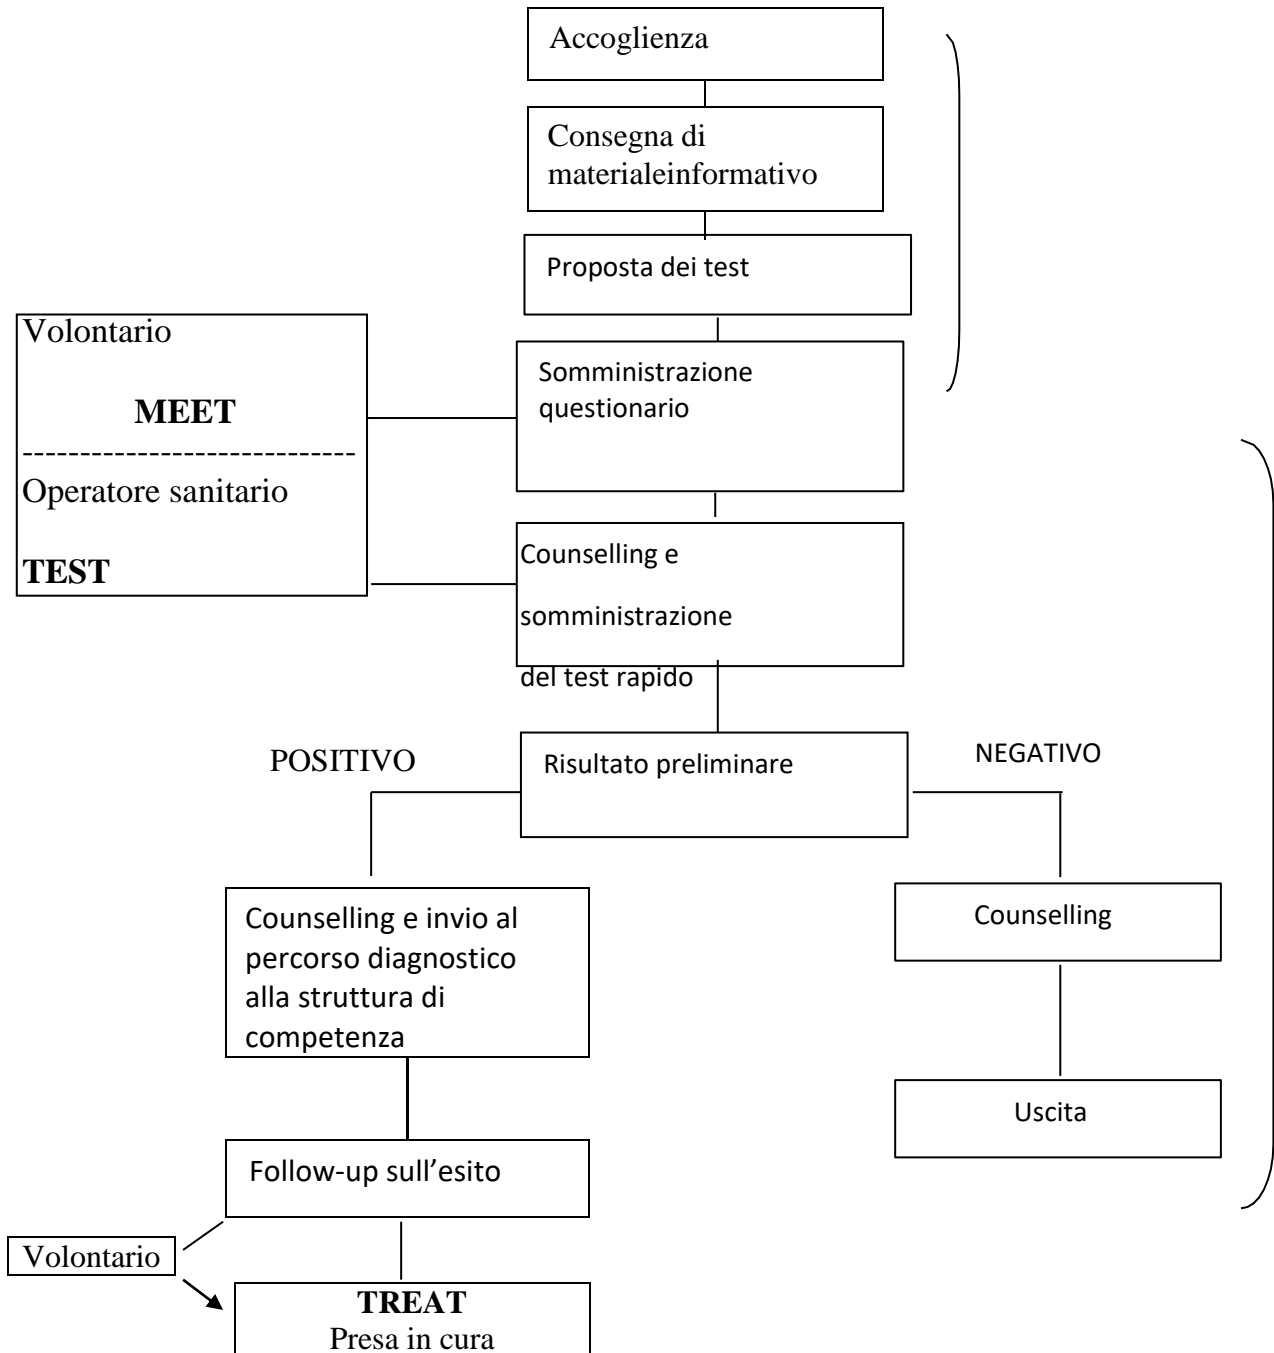 Accoglienza
Consegna di
materialeinformativo
Proposta dei test
Volontario
MEET
------------------------------
Operatore sanitario
TEST
Somministrazione
questionario
Counselling e
somministrazione
del test rapido
POSITIVO
Risultato preliminare
NEGATIVO
Counselling e invio al
percorso diagnostico
alla struttura di
competenza
Counselling
Uscita
Follow-up sull’esito
Volontario
TREAT
Presa in cura